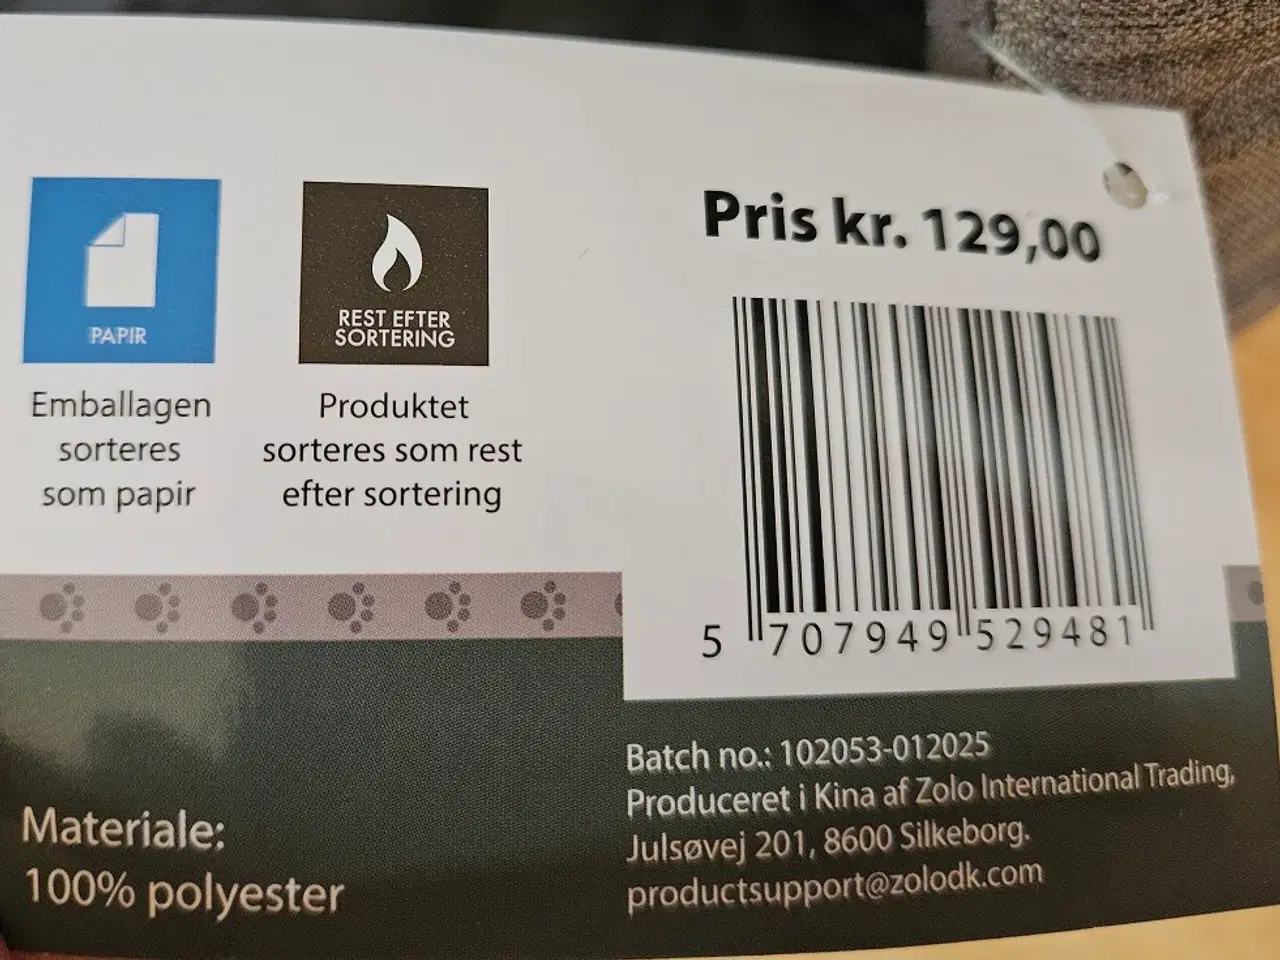 PAPIR
Emballagen
sorteres
som papir
REST EFTER
SORTERING
Produktet
sorteres som rest
efter sortering
Pris kr. 129,00
5 707949 529481
Materiale:
100% polyester
Batch no.: 102053-012025
Produceret i Kina af Zolo International Trading,
Julsøvej 201, 8600 Silkeborg.
productsupport@zolodk.com